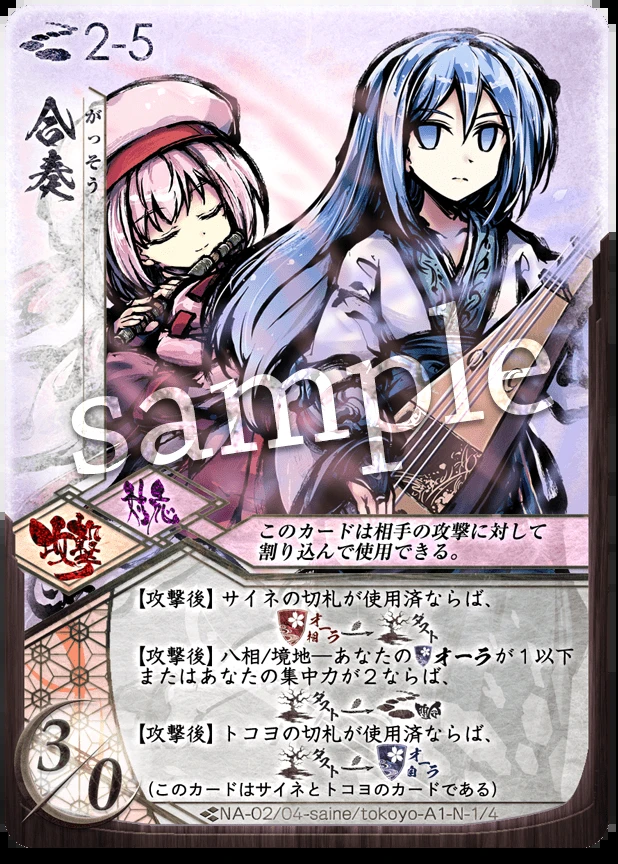 2-5
合奏
がっそう
sample
攻撃
対応
このカードは相手の攻撃に対して
割り込んで使用できる。
【攻撃後】サイネの切札が使用済ならば、
オーラ 相 ダスト
【攻撃後】八相/境地―あなたのオーラが1以下
またはあなたの集中力が2ならば、
ダスト 間合
【攻撃後】トコヨの切札が使用済ならば、
ダスト オーラ 自
(このカードはサイネとトコヨのカードである)
3/0
NA-02/04-saine/tokoyo-A1-N-1/4